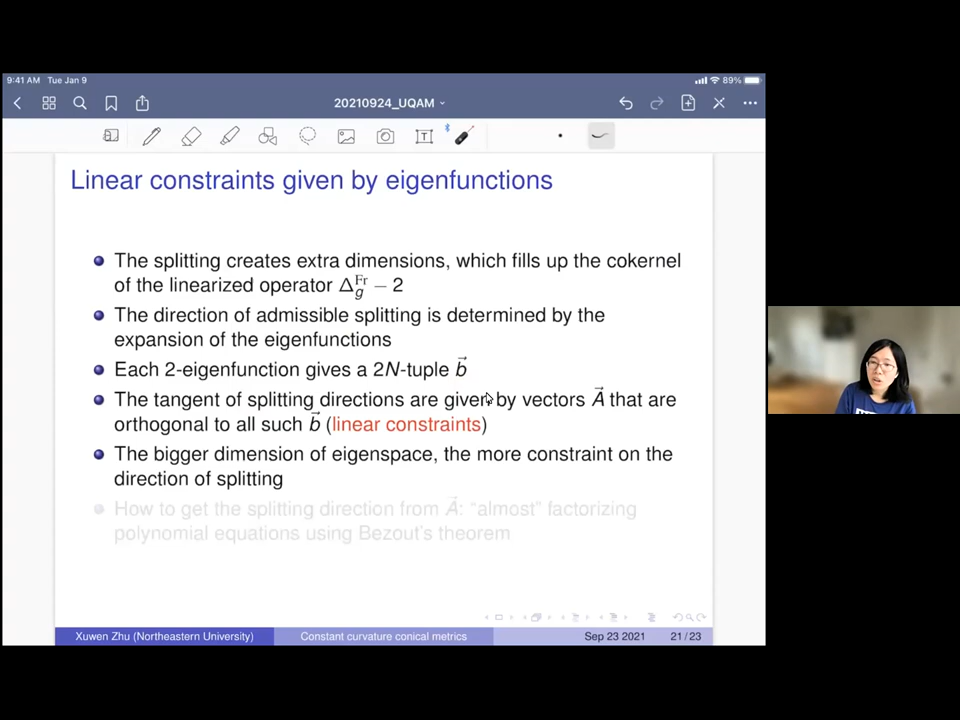 9:41 AM Tue Jan 9
89%
20210924_UQAM
T
Linear constraints given by eigenfunctions
The splitting creates extra dimensions, which fills up the cokernel
of the linearized operator Δ_g^Fr − 2
The direction of admissible splitting is determined by the
expansion of the eigenfunctions
Each 2-eigenfunction gives a 2N-tuple b⃗
The tangent of splitting directions are given by vectors A⃗ that are
orthogonal to all such b⃗ (linear constraints)
The bigger dimension of eigenspace, the more constraint on the
direction of splitting
How to get the splitting direction from A⃗: “almost” factorizing
polynomial equations using Bezout’s theorem
Xuwen Zhu (Northeastern University)
Constant curvature conical metrics
Sep 23 2021
21 / 23